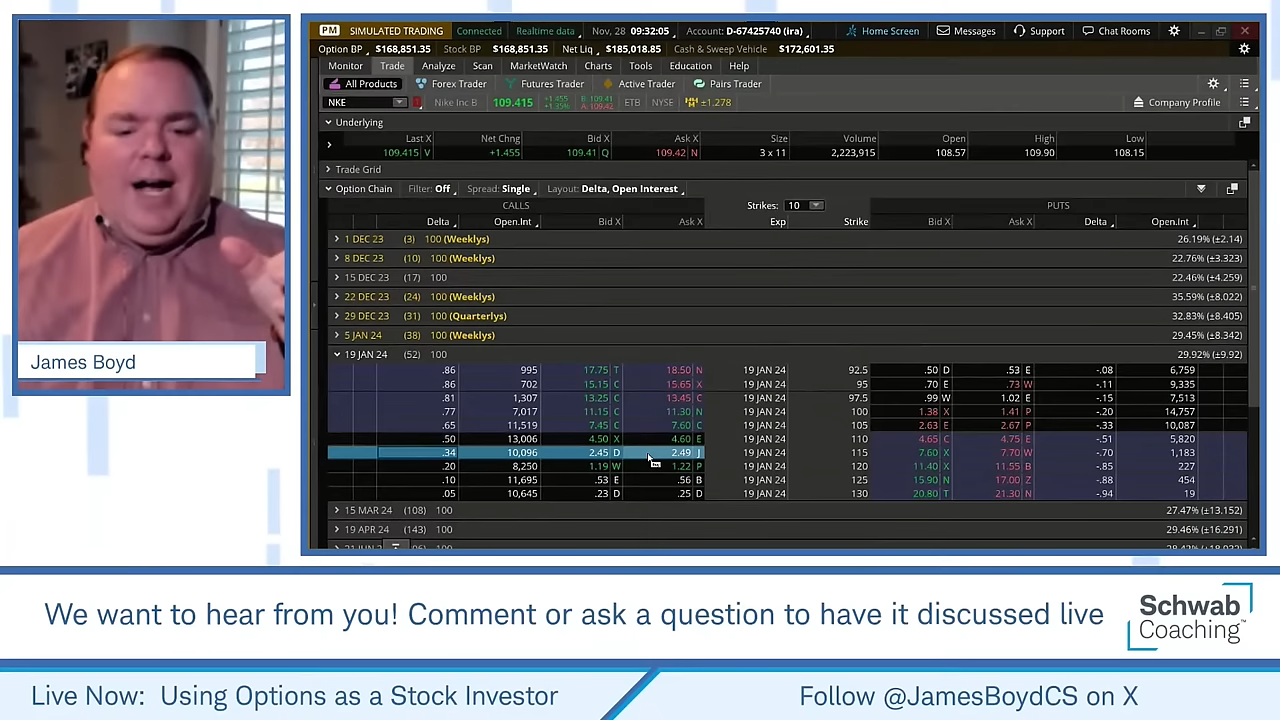 PM SIMULATED TRADING Connected Realtime data Nov, 28 09:32:05 Account: D-67425740 (ira) Home Screen Messages Support Chat Rooms
Option BP $168,851.35 Stock BP $168,851.35 Net Liq $185,018.85 Cash & Sweep Vehicle $172,601.35
Monitor Trade Analyze Scan MarketWatch Charts Tools Education Help
All Products Forex Trader Futures Trader Active Trader Pairs Trader
NKE Nike Inc B 109.415 +1.455 +1.35% B: 109.41 A: 109.42 ETB NYSE ±1.278 Company Profile
Underlying
Last X Net Chng Bid X Ask X Size Volume Open High Low
109.415 V +1.455 109.41 Q 109.42 N 3 x 11 2,223,915 108.57 109.90 108.15
Trade Grid
Option Chain Filter: Off Spread: Single Layout: Delta, Open Interest
CALLS Strikes: 10 PUTS
Delta Open.Int Bid X Ask X Exp Strike Bid X Ask X Delta Open.Int
1 DEC 23 (3) 100 (Weeklys) 26.19% (±2.14)
8 DEC 23 (10) 100 (Weeklys) 22.76% (±3.323)
15 DEC 23 (17) 100 22.46% (±4.259)
22 DEC 23 (24) 100 (Weeklys) 35.59% (±8.022)
29 DEC 23 (31) 100 (Quarterlys) 32.83% (±8.405)
5 JAN 24 (38) 100 (Weeklys) 29.45% (±8.342)
19 JAN 24 (52) 100 29.92% (±9.92)
.86 995 17.75 T 18.50 N 19 JAN 24 92.5 .50 D .53 E -.08 6,759
.86 702 15.15 C 15.65 X 19 JAN 24 95 .70 E .73 W -.11 9,335
.81 1,307 13.25 C 13.45 C 19 JAN 24 97.5 .99 W 1.02 E -.15 7,513
.77 7,017 11.15 C 11.30 N 19 JAN 24 100 1.38 X 1.41 P -.20 14,757
.65 11,519 7.45 C 7.60 C 19 JAN 24 105 2.63 E 2.67 P -.33 10,087
.50 13,006 4.50 X 4.60 E 19 JAN 24 110 4.65 C 4.75 E -.51 5,820
.34 10,096 2.45 D 2.49 J 19 JAN 24 115 7.60 X 7.70 W -.70 1,183
.20 8,250 1.19 W 1.22 P 19 JAN 24 120 11.40 X 11.55 B -.85 227
.10 11,695 .53 E .56 B 19 JAN 24 125 15.90 N 17.00 Z -.88 454
.05 10,645 .23 D .25 D 19 JAN 24 130 20.80 T 21.30 N -.94 19
15 MAR 24 (108) 100 27.47% (±13.152)
19 APR 24 (143) 100 29.46% (±16.291)
James Boyd
We want to hear from you! Comment or ask a question to have it discussed live
Schwab
Coaching™
Live Now: Using Options as a Stock Investor
Follow @JamesBoydCS on X